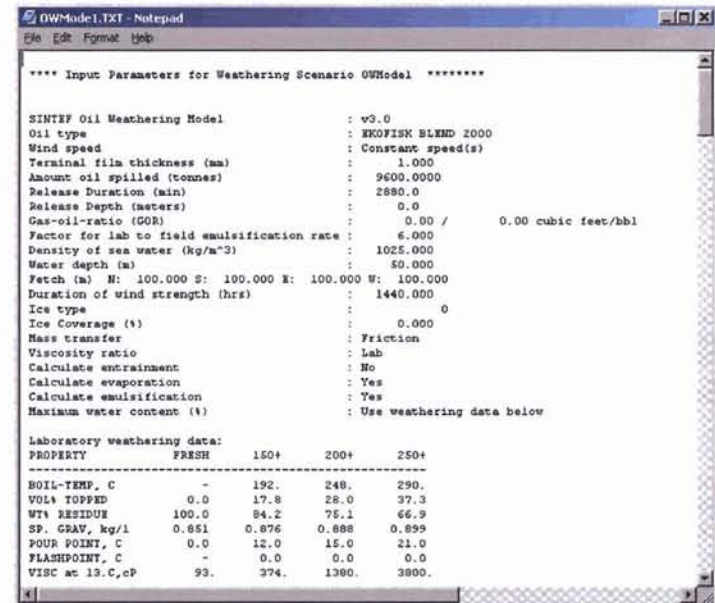 OWMode1.TXT - Notepad
File Edit Format Help
**** Input Parameters for Weathering Scenario OWModel ********
SINTEF Oil Weathering Model : v3.0
Oil type : EKOFISK BLEND 2000
Wind speed : Constant speed(s)
Terminal film thickness (mm) : 1.000
Amount oil spilled (tonnes) : 9600.0000
Release Duration (min) : 2880.0
Release Depth (meters) : 0.0
Gas-oil-ratio (GOR) : 0.00 / 0.00 cubic feet/bbl
Factor for lab to field emulsification rate : 6.000
Density of sea water (kg/m^3) : 1025.000
Water depth (m) : 50.000
Fetch (m) N: 100.000 S: 100.000 E: 100.000 W: 100.000
Duration of wind strength (hrs) : 1440.000
Ice type : 0
Ice Coverage (%) : 0.000
Mass transfer : Friction
Viscosity ratio : Lab
Calculate entrainment : No
Calculate evaporation : Yes
Calculate emulsification : Yes
Maximum water content (%) : Use weathering data below
Laboratory weathering data:
PROPERTY FRESH 150+ 200+ 250+
------------------------------------------------------
BOIL-TEMP, C - 192. 248. 290.
VOL% TOPPED 0.0 17.8 28.0 37.3
WT% RESIDUE 100.0 84.2 75.1 66.9
SP. GRAV, kg/l 0.851 0.876 0.888 0.899
POUR POINT, C 0.0 12.0 15.0 21.0
FLASHPOINT, C - 0.0 0.0 0.0
VISC at 13.C,cP 93. 374. 1380. 3800.